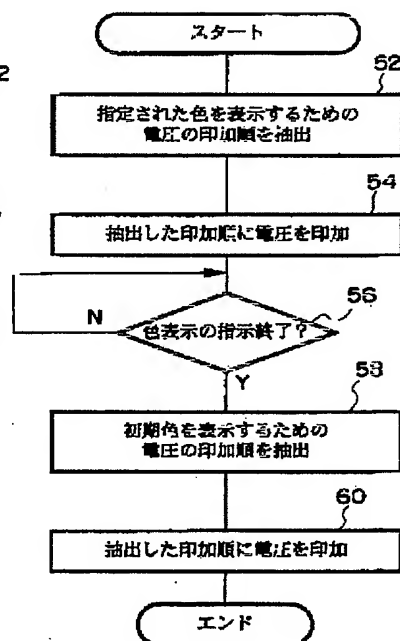 スタート
52
指定された色を表示するための
電圧の印加順を抽出
54
抽出した印加順に電圧を印加
56
N
色表示の指示終了?
Y
58
初期色を表示するための
電圧の印加順を抽出
60
抽出した印加順に電圧を印加
エンド